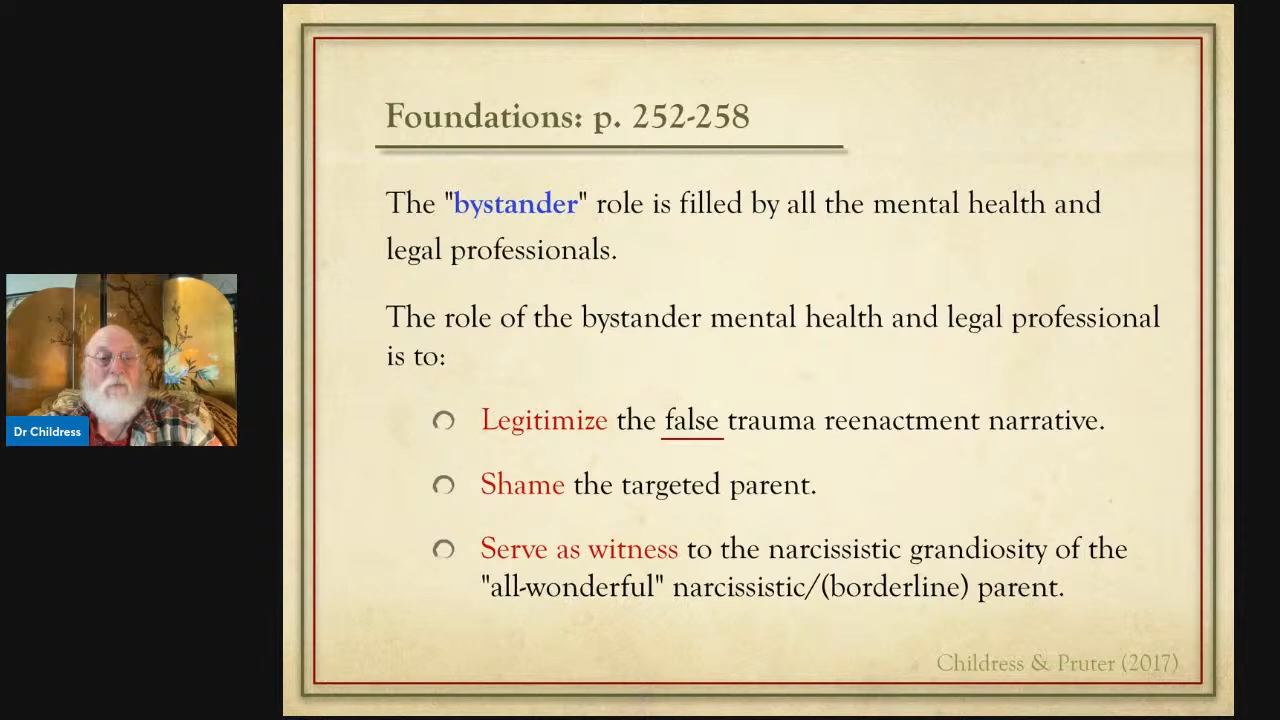 Foundations: p. 252-258
The "bystander" role is filled by all the mental health and
legal professionals.
The role of the bystander mental health and legal professional
is to:
Legitimize the false trauma reenactment narrative.
Shame the targeted parent.
Serve as witness to the narcissistic grandiosity of the
"all-wonderful" narcissistic/(borderline) parent.
Childress & Pruter (2017)
Dr Childress